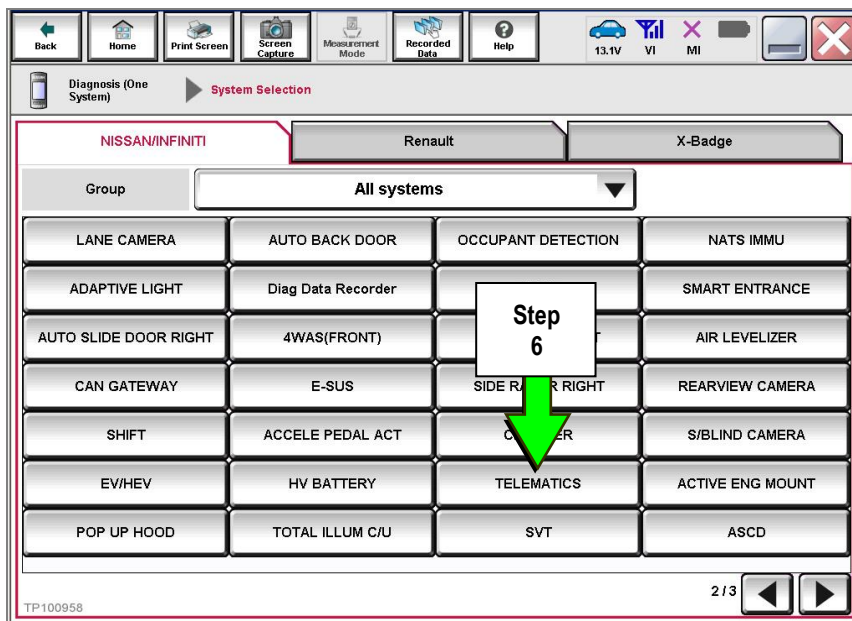 Back
Home
Print Screen
Screen
Capture
Measurement
Mode
Recorded
Data
Help
13.1V
VI
MI
Diagnosis (One
System)
System Selection
NISSAN/INFINITI
Renault
X-Badge
Group
All systems
LANE CAMERA
AUTO BACK DOOR
OCCUPANT DETECTION
NATS IMMU
ADAPTIVE LIGHT
Diag Data Recorder
SMART ENTRANCE
Step
6
AUTO SLIDE DOOR RIGHT
4WAS(FRONT)
AIR LEVELIZER
CAN GATEWAY
E-SUS
SIDE RIGHT
REARVIEW CAMERA
SHIFT
ACCELE PEDAL ACT
S/BLIND CAMERA
EV/HEV
HV BATTERY
TELEMATICS
ACTIVE ENG MOUNT
POP UP HOOD
TOTAL ILLUM C/U
SVT
ASCD
2/3
TP100958